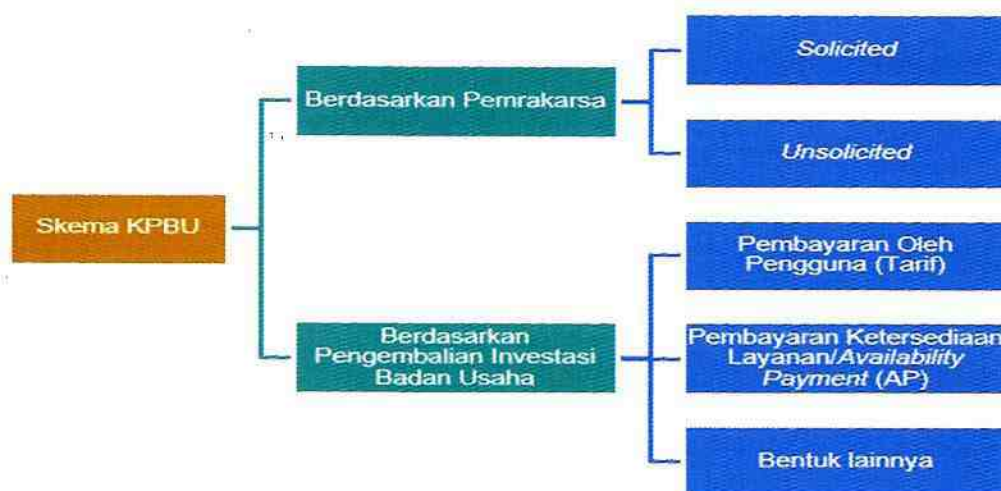 Solicited
Berdasarkan Pemrakarsa
Unsolicited
Skema KPBU
Pembayaran Oleh
Pengguna (Tarif)
Berdasarkan
Pengembalian Investasi
Badan Usaha
Pembayaran Ketersediaan
Layanan/Availability
Payment (AP)
Bentuk lainnya